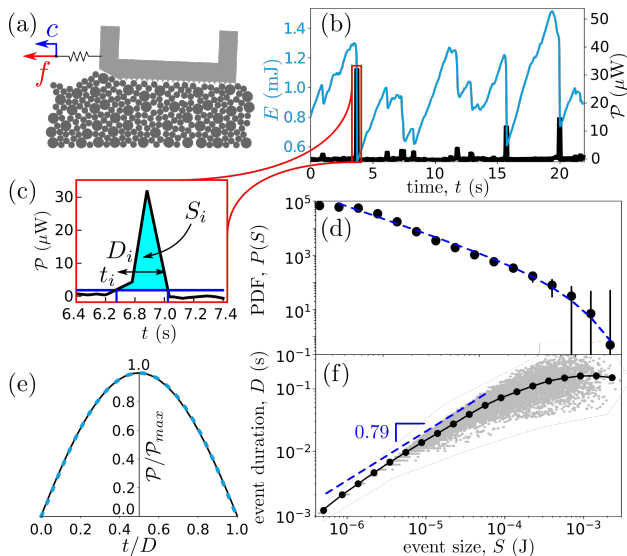 (a)
c
f
(b)
E (mJ)
1.4
1.2
1.0
0.8
0.6
50
40
30
20
10
0
𝒫 (μW)
0 5 10 15 20
time, t (s)
(c)
𝒫 (μW)
30
20
10
0
S_i
D_i
t_i
6.4 6.6 6.8 7.0 7.2 7.4
t (s)
(d)
PDF, P(S)
10^5
10^3
10^1
10^−1
(e)
1.0
0.8
0.6
0.4
0.2
0.0
𝒫/𝒫_max
0.0 0.2 0.4 0.6 0.8 1.0
t/D
(f)
event duration, D (s)
10^−1
10^−2
10^−3
0.79
10^−6 10^−5 10^−4 10^−3
event size, S (J)